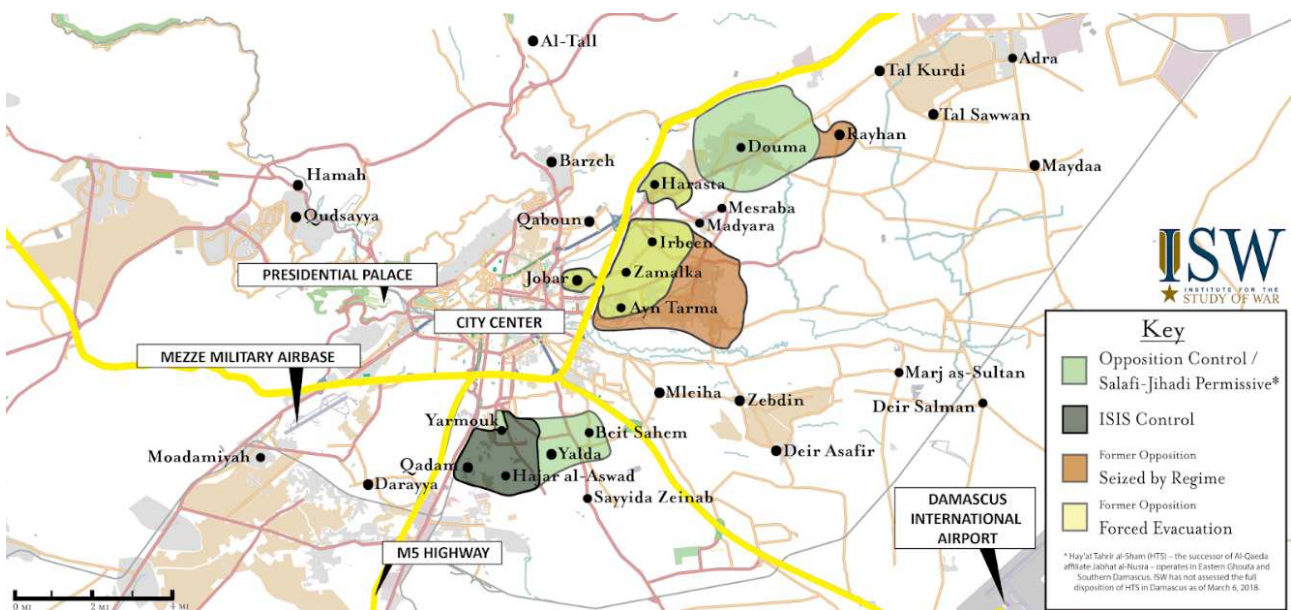 Al-Tall
Tal Kurdi
Adra
Tal Sawwan
Rayhan
Douma
Maydaa
Barzeh
Hamah
Harasta
Qudsayya
Mesraba
Qaboun
Madyara
Irbeen
PRESIDENTIAL PALACE
Jobar
Zamalka
Ayn Tarma
CITY CENTER
MEZZE MILITARY AIRBASE
Marj as-Sultan
Mleiha
Zebdin
Deir Salman
Yarmouk
Beit Sahem
Moadamiyah
Yalda
Deir Asafir
Qadam
Hajar al-Aswad
Darayya
Sayyida Zeinab
M5 HIGHWAY
DAMASCUS
INTERNATIONAL
AIRPORT
0 MI 2 MI 4 MI
ISW
INSTITUTE FOR THE
STUDY OF WAR
Key
Opposition Control /
Salafi-Jihadi Permissive*
ISIS Control
Former Opposition
Seized by Regime
Former Opposition
Forced Evacuation
* Hay'at Tahrir al-Sham (HTS) – the successor of Al-Qaeda
affiliate Jabhat al-Nusra – operates in Eastern Ghouta and
Southern Damascus. ISW has not assessed the full
disposition of HTS in Damascus as of March 6, 2018.